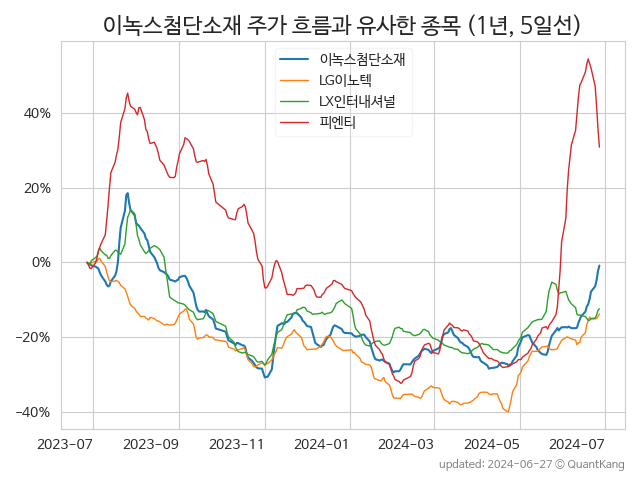 이녹스첨단소재 주가 흐름과 유사한 종목 (1년, 5일선)
이녹스첨단소재
LG이노텍
LX인터내셔널
피엔티
40%
20%
0%
−20%
−40%
2023-07 2023-09 2023-11 2024-01 2024-03 2024-05 2024-07
updated: 2024-06-27 © QuantKang